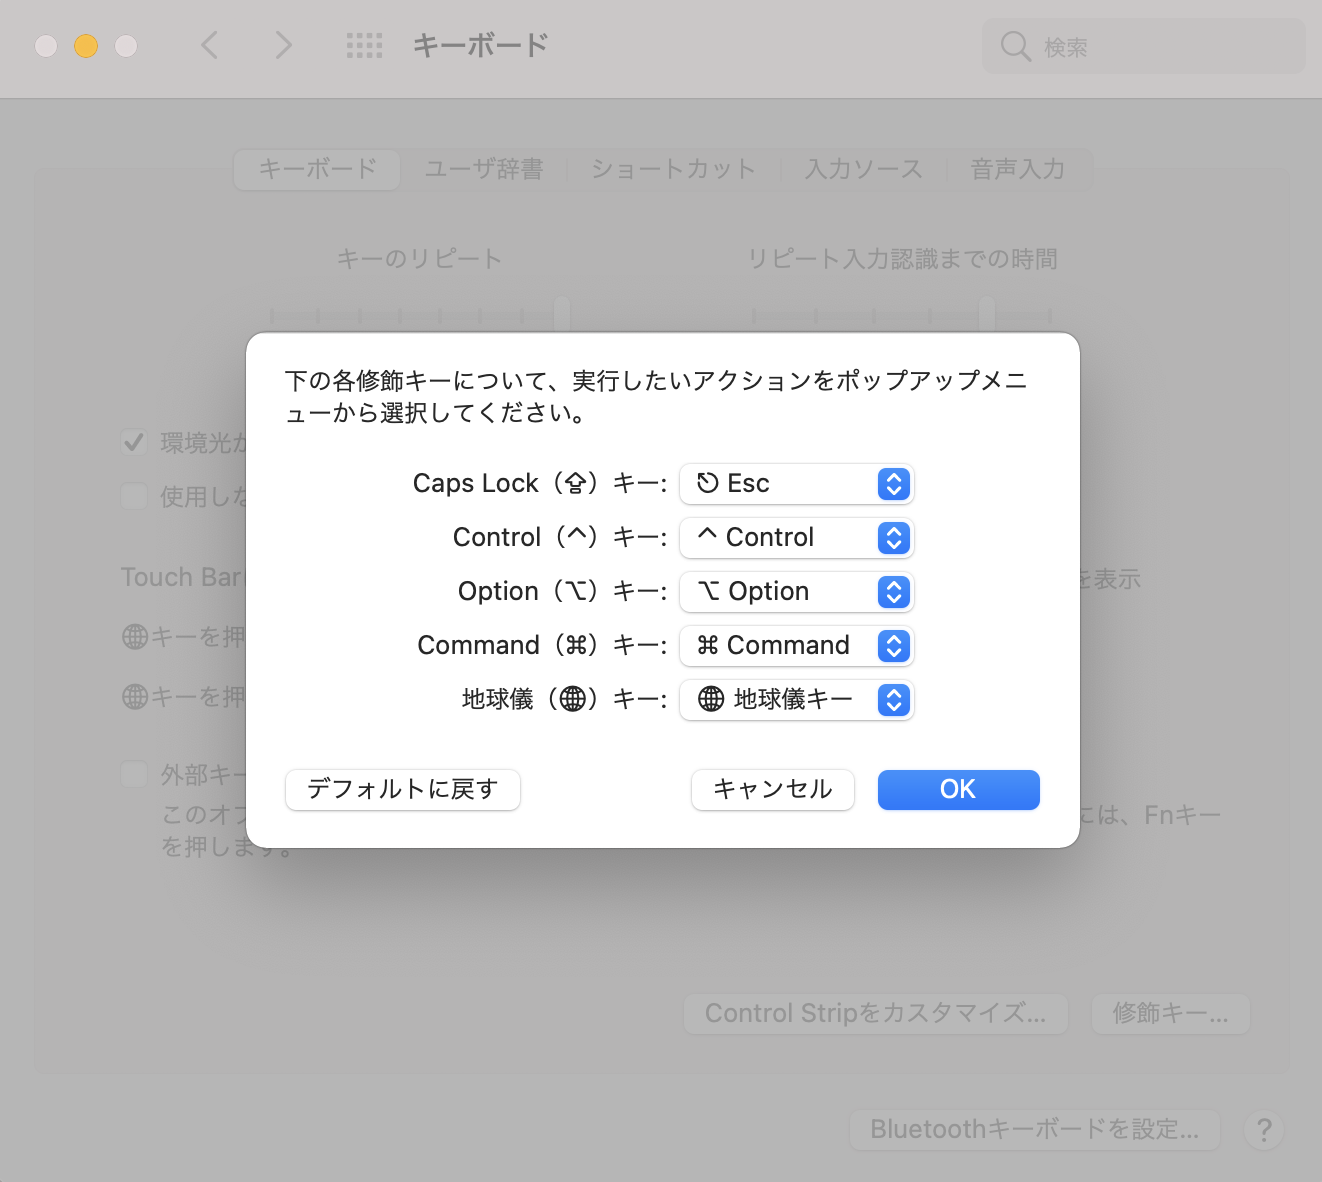 キーボード
検索
キーボード ユーザ辞書 ショートカット 入力ソース 音声入力
キーのリピート リピート入力認識までの時間
下の各修飾キーについて、実行したいアクションをポップアップメニ
ューから選択してください。
環境光か
使用しな
Caps Lock（⇪）キー: ⎋ Esc
Control（^）キー: ^ Control
Option（⌥）キー: ⌥ Option
Touch Bar を表示
Command（⌘）キー: ⌘ Command
キーを押
地球儀（🌐）キー: 🌐 地球儀キー
キーを押
デフォルトに戻す キャンセル OK
外部キー
このオプ には、Fnキー
を押します。
Control Stripをカスタマイズ... 修飾キー...
Bluetoothキーボードを設定... ?